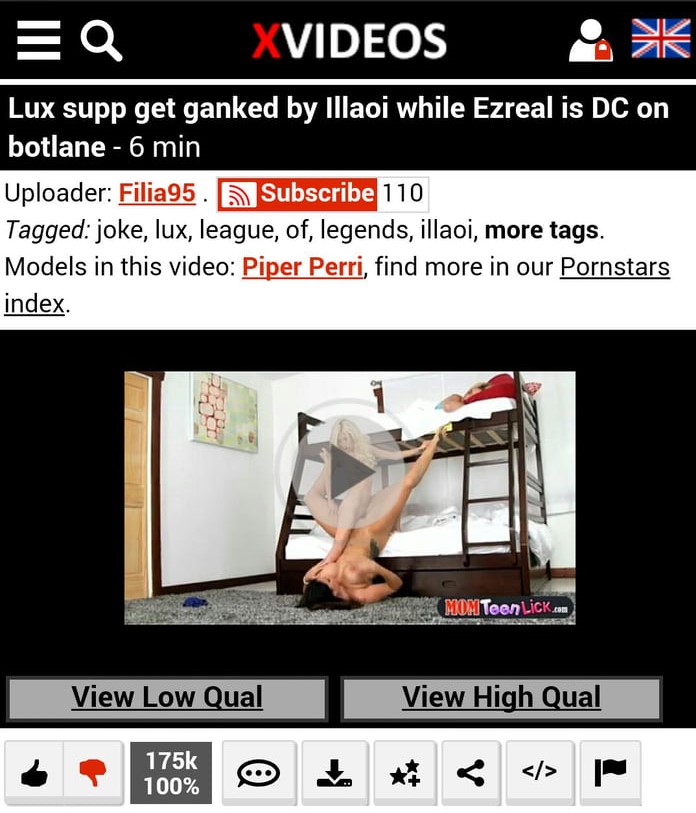 XVIDEOS
Lux supp get ganked by Illaoi while Ezreal is DC on
botlane - 6 min
Uploader: Filia95 . Subscribe 110
Tagged: joke, lux, league, of, legends, illaoi, more tags.
Models in this video: Piper Perri, find more in our Pornstars
index.
MOMTeenLICK.com
View Low Qual
View High Qual
175k
100%
</>